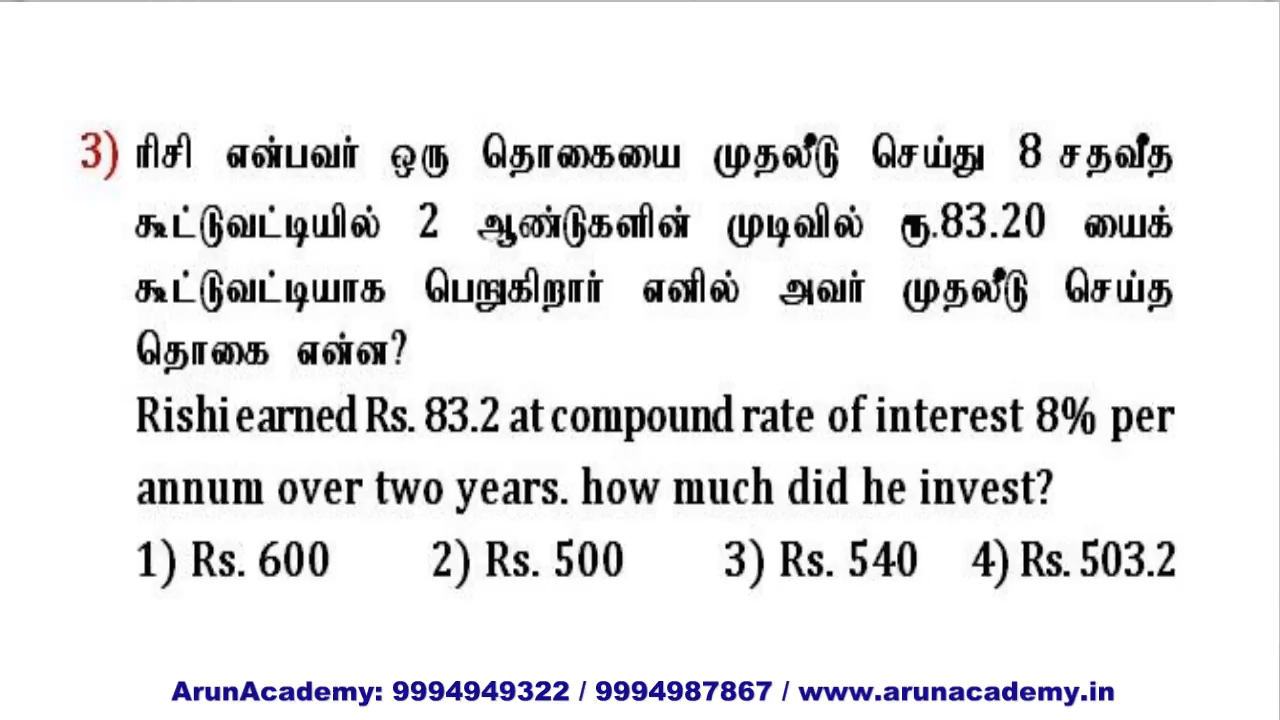 3) ரிசி என்பவர் ஒரு தொகையை முதலீடு செய்து 8 சதவீத
கூட்டுவட்டியில் 2 ஆண்டுகளின் முடிவில் ரூ.83.20 யைக்
கூட்டுவட்டியாக பெறுகிறார் எனில் அவர் முதலீடு செய்த
தொகை என்ன?
Rishi earned Rs. 83.2 at compound rate of interest 8% per
annum over two years. how much did he invest?
1) Rs. 600 2) Rs. 500 3) Rs. 540 4) Rs. 503.2
ArunAcademy: 9994949322 / 9994987867 / www.arunacademy.in